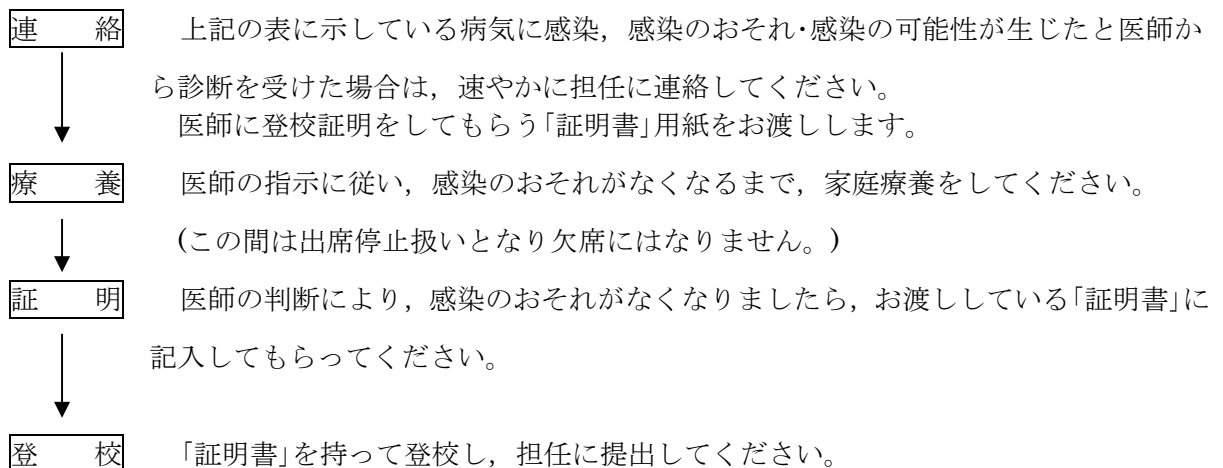 連絡 上記の表に示している病気に感染，感染のおそれ・感染の可能性が生じたと医師か
ら診断を受けた場合は，速やかに担任に連絡してください。
医師に登校証明をしてもらう「証明書」用紙をお渡しします。
療養 医師の指示に従い，感染のおそれがなくなるまで，家庭療養をしてください。
(この間は出席停止扱いとなり欠席にはなりません。)
証明 医師の判断により，感染のおそれがなくなりましたら，お渡ししている「証明書」に
記入してもらってください。
登校 「証明書」を持って登校し，担任に提出してください。